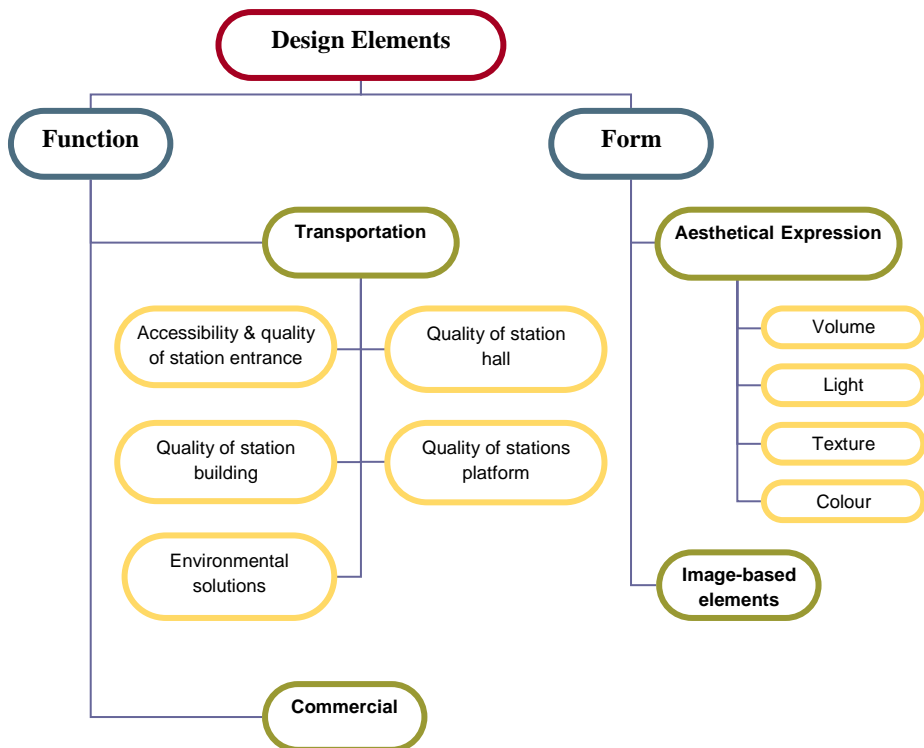 Design Elements
Function
Form
Transportation
Aesthetical Expression
Accessibility & quality
of station entrance
Quality of station
hall
Quality of station
building
Quality of stations
platform
Environmental
solutions
Commercial
Volume
Light
Texture
Colour
Image-based
elements